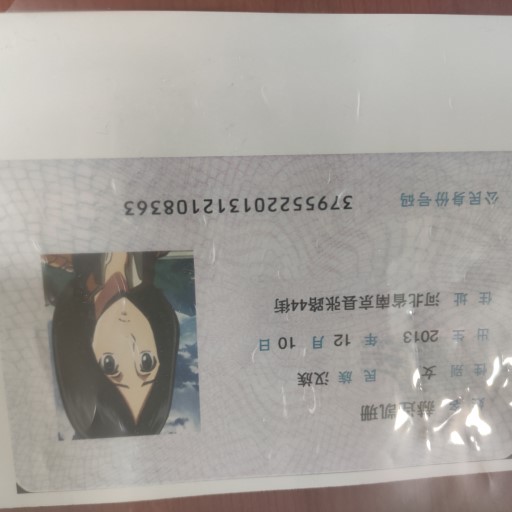 姓名 赫连凯珊
性别 女 民族 汉族
出生 2013 年 12 月 10 日
住址 河北省南京县张路44街
公民身份号码 379552201312108363